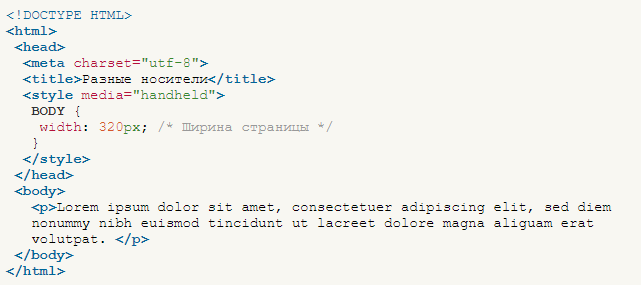 <!DOCTYPE HTML>
<html>
<head>
<meta charset="utf-8">
<title>Разные носители</title>
<style media="handheld">
BODY {
width: 320px; /* Ширина страницы */
}
</style>
</head>
<body>
<p>Lorem ipsum dolor sit amet, consectetuer adipiscing elit, sed diem
nonummy nibh euismod tincidunt ut lacreet dolore magna aliguam erat
volutpat. </p>
</body>
</html>